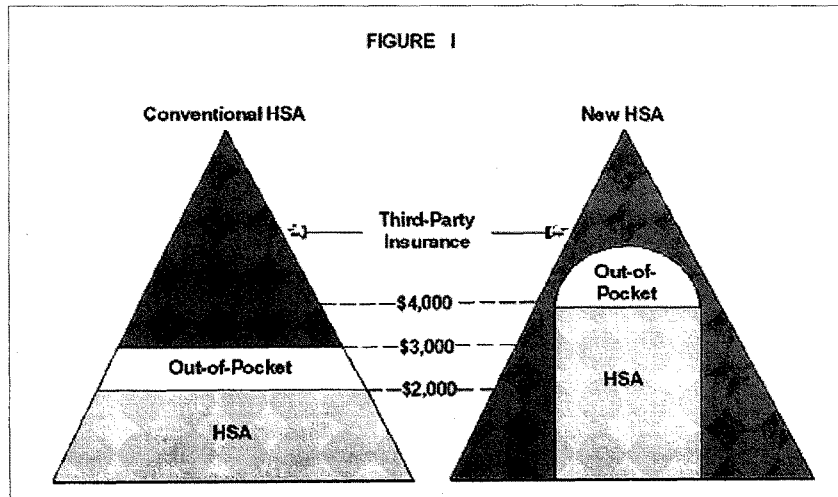 FIGURE I
Conventional HSA
New HSA
Third-Party
Insurance
Out-of-
Pocket
$4,000
$3,000
Out-of-Pocket
$2,000
HSA
HSA